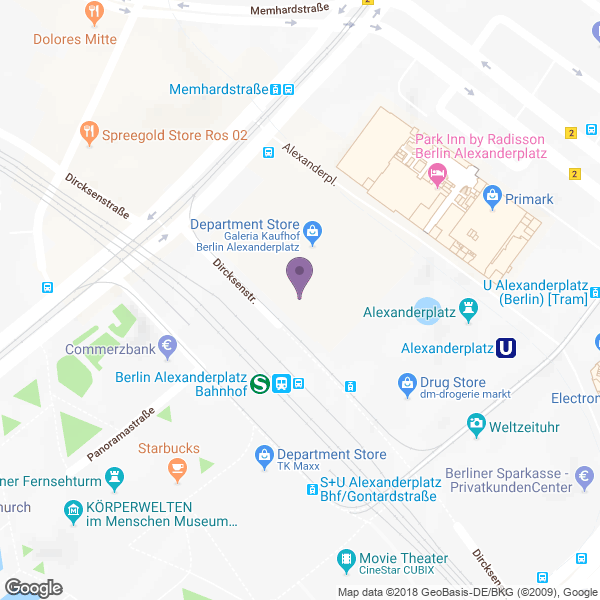 Memhardstraße
2
Dolores Mitte
Memhardstraße
Spreegold Store Ros 02
Alexanderpl.
Park Inn by Radisson
Berlin Alexanderplatz
2
2
Primark
Dircksenstraße
Department Store
Galeria Kaufhof
Berlin Alexanderplatz
Dircksenstr.
U Alexanderplatz
(Berlin) [Tram]
Alexanderplatz
Alexanderplatz
U
Commerzbank
€
Berlin Alexanderplatz
Bahnhof
S
Drug Store
dm-drogerie markt
Electron
Panoramastraße
Weltzeituhr
Starbucks
Department Store
TK Maxx
S+U Alexanderplatz
Bhf/Gontardstraße
Berliner Sparkasse -
PrivatkundenCenter
€
ner Fernsehturm
KÖRPERWELTEN
im Menschen Museum...
hurch
Movie Theater
CineStar CUBIX
Dircksens
Google
Map data ©2018 GeoBasis-DE/BKG (©2009), Google